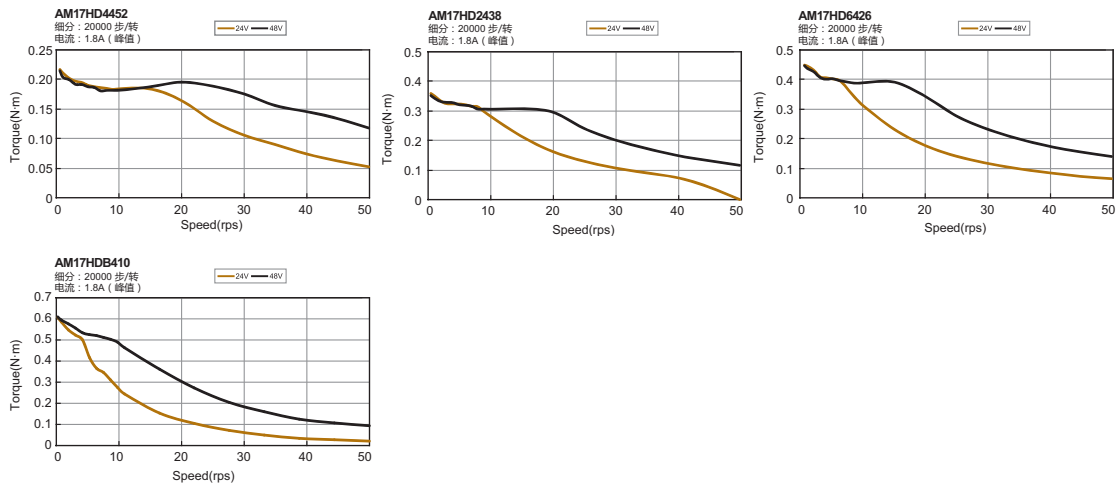 AM17HD4452
细分：20000 步/转
电流：1.8A（峰值）
24V 48V
0.25
0.20
0.15
0.10
0.05
0
Torque(N·m)
0 10 20 30 40 50
Speed(rps)
AM17HD2438
细分：20000 步/转
电流：1.8A（峰值）
24V 48V
0.5
0.4
0.3
0.2
0.1
0
Torque(N·m)
0 10 20 30 40 50
Speed(rps)
AM17HD6426
细分：20000 步/转
电流：1.8A（峰值）
24V 48V
0.5
0.4
0.3
0.2
0.1
0
Torque(N·m)
0 10 20 30 40 50
Speed(rps)
AM17HDB410
细分：20000 步/转
电流：1.8A（峰值）
24V 48V
0.7
0.6
0.5
0.4
0.3
0.2
0.1
0
Torque(N·m)
0 10 20 30 40 50
Speed(rps)